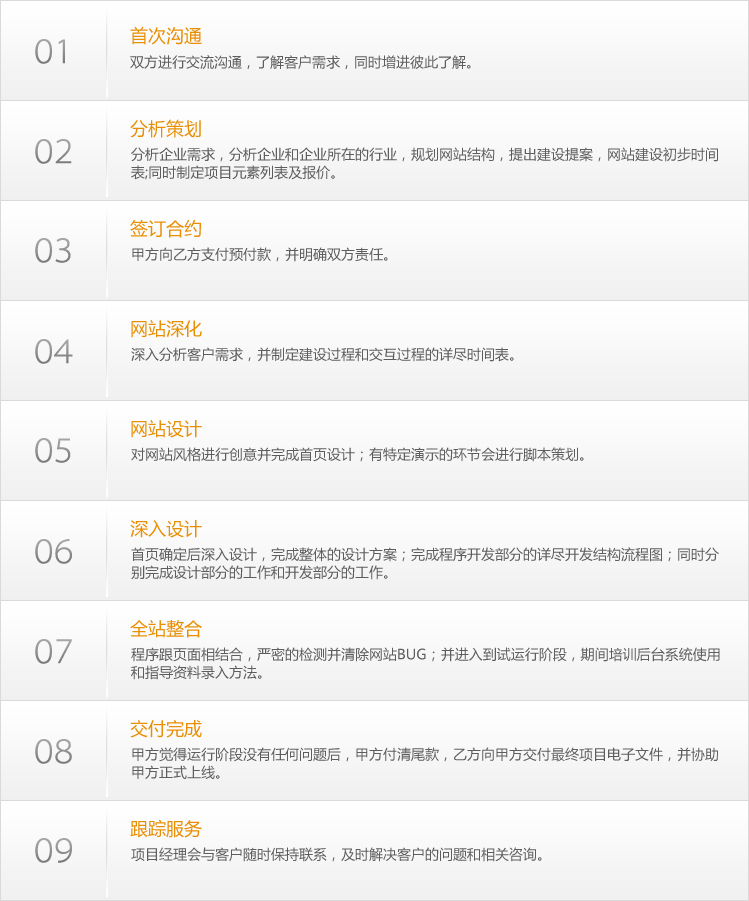 01
首次沟通
双方进行交流沟通，了解客户需求，同时增进彼此了解。
02
分析策划
分析企业需求，分析企业和企业所在的行业，规划网站结构，提出建设提案，网站建设初步时间
表;同时制定项目元素列表及报价。
03
签订合约
甲方向乙方支付预付款，并明确双方责任。
04
网站深化
深入分析客户需求，并制定建设过程和交互过程的详尽时间表。
05
网站设计
对网站风格进行创意并完成首页设计；有特定演示的环节会进行脚本策划。
06
深入设计
首页确定后深入设计，完成整体的设计方案；完成程序开发部分的详尽开发结构流程图；同时分
别完成设计部分的工作和开发部分的工作。
07
全站整合
程序跟页面相结合，严密的检测并清除网站BUG；并进入到试运行阶段，期间培训后台系统使用
和指导资料录入方法。
08
交付完成
甲方觉得运行阶段没有任何问题后，甲方付清尾款，乙方向甲方交付最终项目电子文件，并协助
甲方正式上线。
09
跟踪服务
项目经理会与客户随时保持联系，及时解决客户的问题和相关咨询。